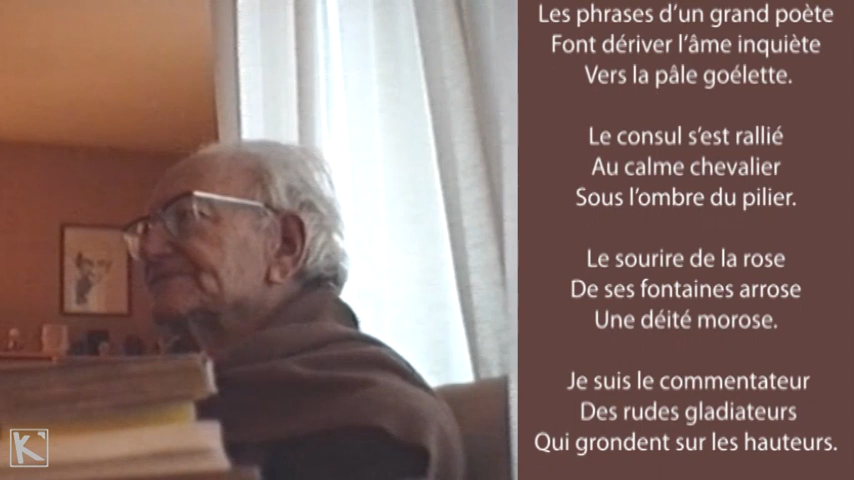 Les phrases d’un grand poète
Font dériver l’âme inquiète
Vers la pâle goélette.
Le consul s’est rallié
Au calme chevalier
Sous l’ombre du pilier.
Le sourire de la rose
De ses fontaines arrose
Une déité morose.
Je suis le commentateur
Des rudes gladiateurs
Qui grondent sur les hauteurs.
K